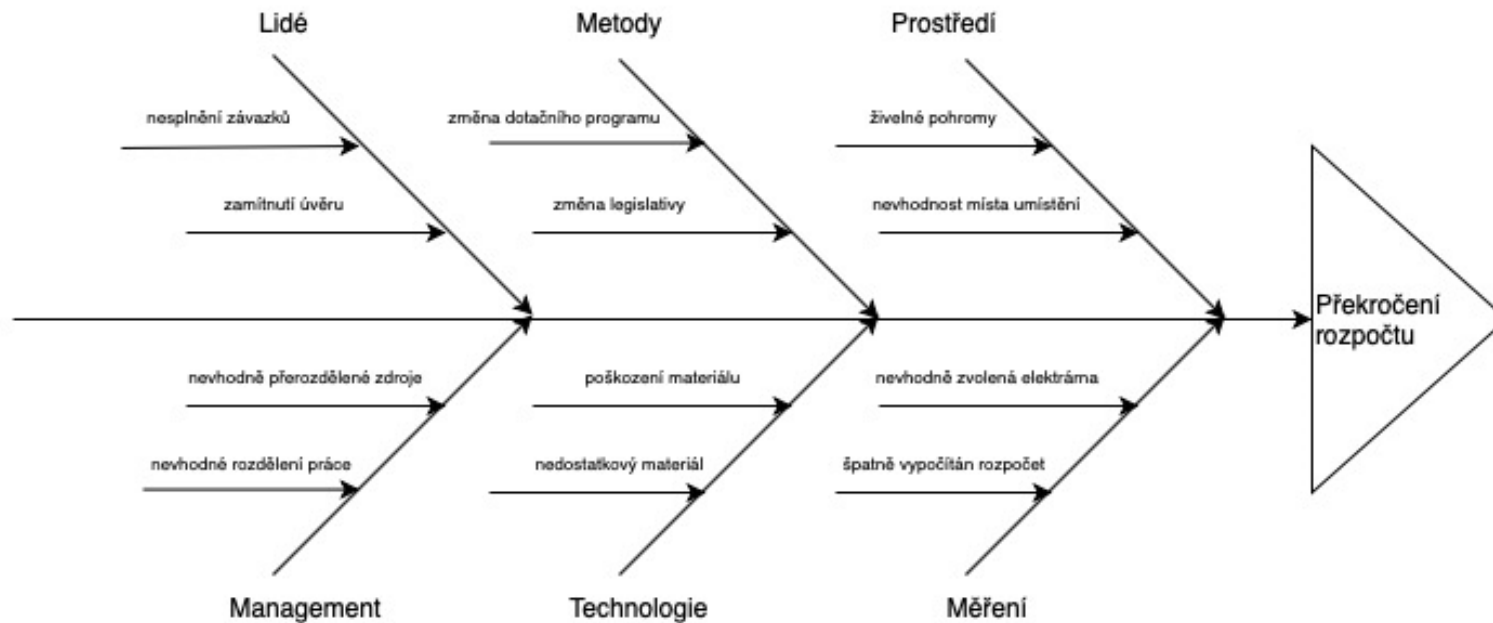 Lidé
Metody
Prostředí
nesplnění závazků
změna dotačního programu
živelné pohromy
zamítnutí úvěru
změna legislativy
nevhodnost místa umístění
Překročení
rozpočtu
nevhodně přerozdělené zdroje
poškození materiálu
nevhodně zvolená elektrárna
nevhodné rozdělení práce
nedostatkový materiál
špatně vypočítán rozpočet
Management
Technologie
Měření